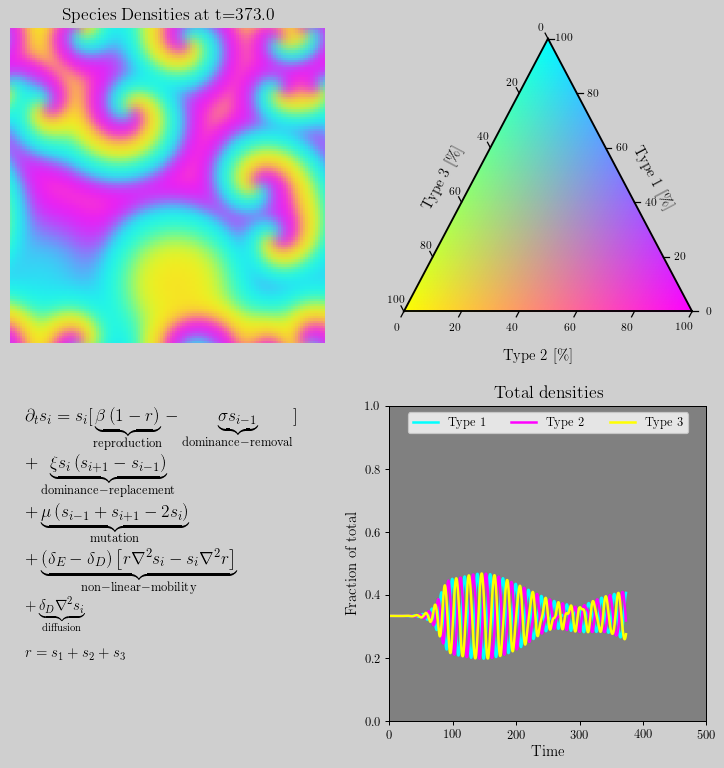 Species Densities at t=373.0
0
100
20
80
40
60
60
40
80
20
100
0
0
20
40
60
80
100
Type 3 [%]
Type 1 [%]
Type 2 [%]
∂ₜsᵢ = sᵢ[β (1 − r) − σsᵢ₋₁ ]
reproduction dominance−removal
+ ξsᵢ (sᵢ₊₁ − sᵢ₋₁)
dominance−replacement
+ μ (sᵢ₋₁ + sᵢ₊₁ − 2sᵢ)
mutation
+ (δ_E − δ_D) [r∇²sᵢ − sᵢ∇²r]
non−linear−mobility
+ δ_D∇²sᵢ
diffusion
r = s₁ + s₂ + s₃
Total densities
Type 1 Type 2 Type 3
Fraction of total
1.0
0.8
0.6
0.4
0.2
0.0
0 100 200 300 400 500
Time